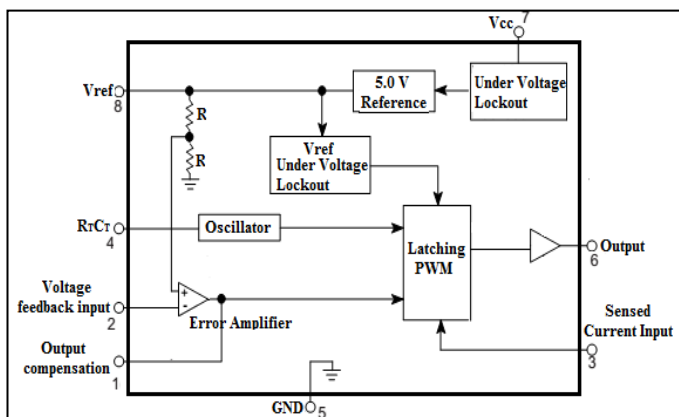 Vcc 7
Vref
8
5.0 V
Reference
Under Voltage
Lockout
R
R
Vref
Under Voltage
Lockout
RTCT
4
Oscillator
Latching
PWM
Output
6
Voltage
feedback input
2
+
-
Error Amplifier
Sensed
Current Input
3
Output
compensation
1
GND
5